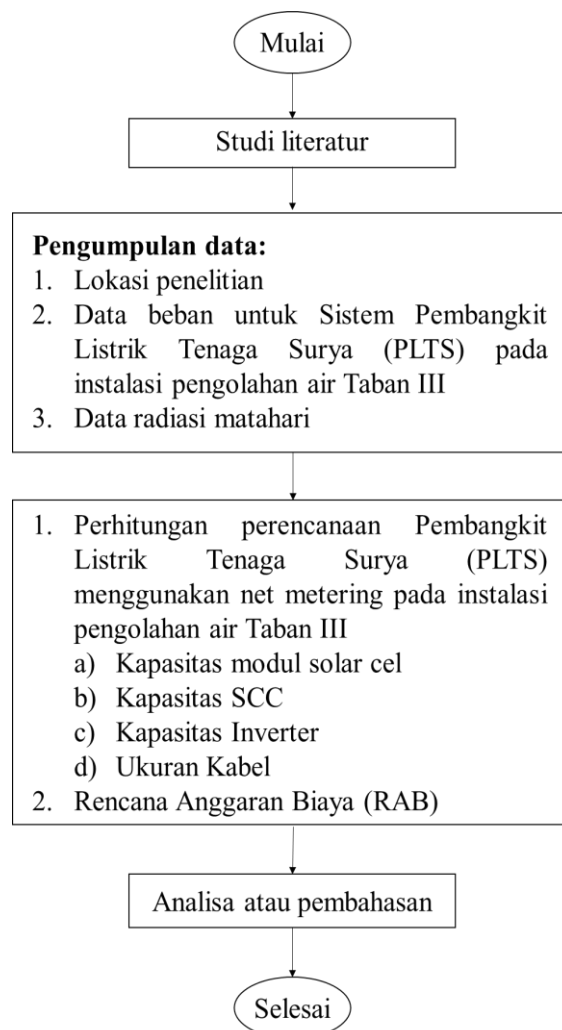 Mulai
Studi literatur
Pengumpulan data:
1. Lokasi penelitian
2. Data beban untuk Sistem Pembangkit
Listrik Tenaga Surya (PLTS) pada
instalasi pengolahan air Taban III
3. Data radiasi matahari
1. Perhitungan perencanaan Pembangkit
Listrik Tenaga Surya (PLTS)
menggunakan net metering pada instalasi
pengolahan air Taban III
a) Kapasitas modul solar cel
b) Kapasitas SCC
c) Kapasitas Inverter
d) Ukuran Kabel
2. Rencana Anggaran Biaya (RAB)
Analisa atau pembahasan
Selesai